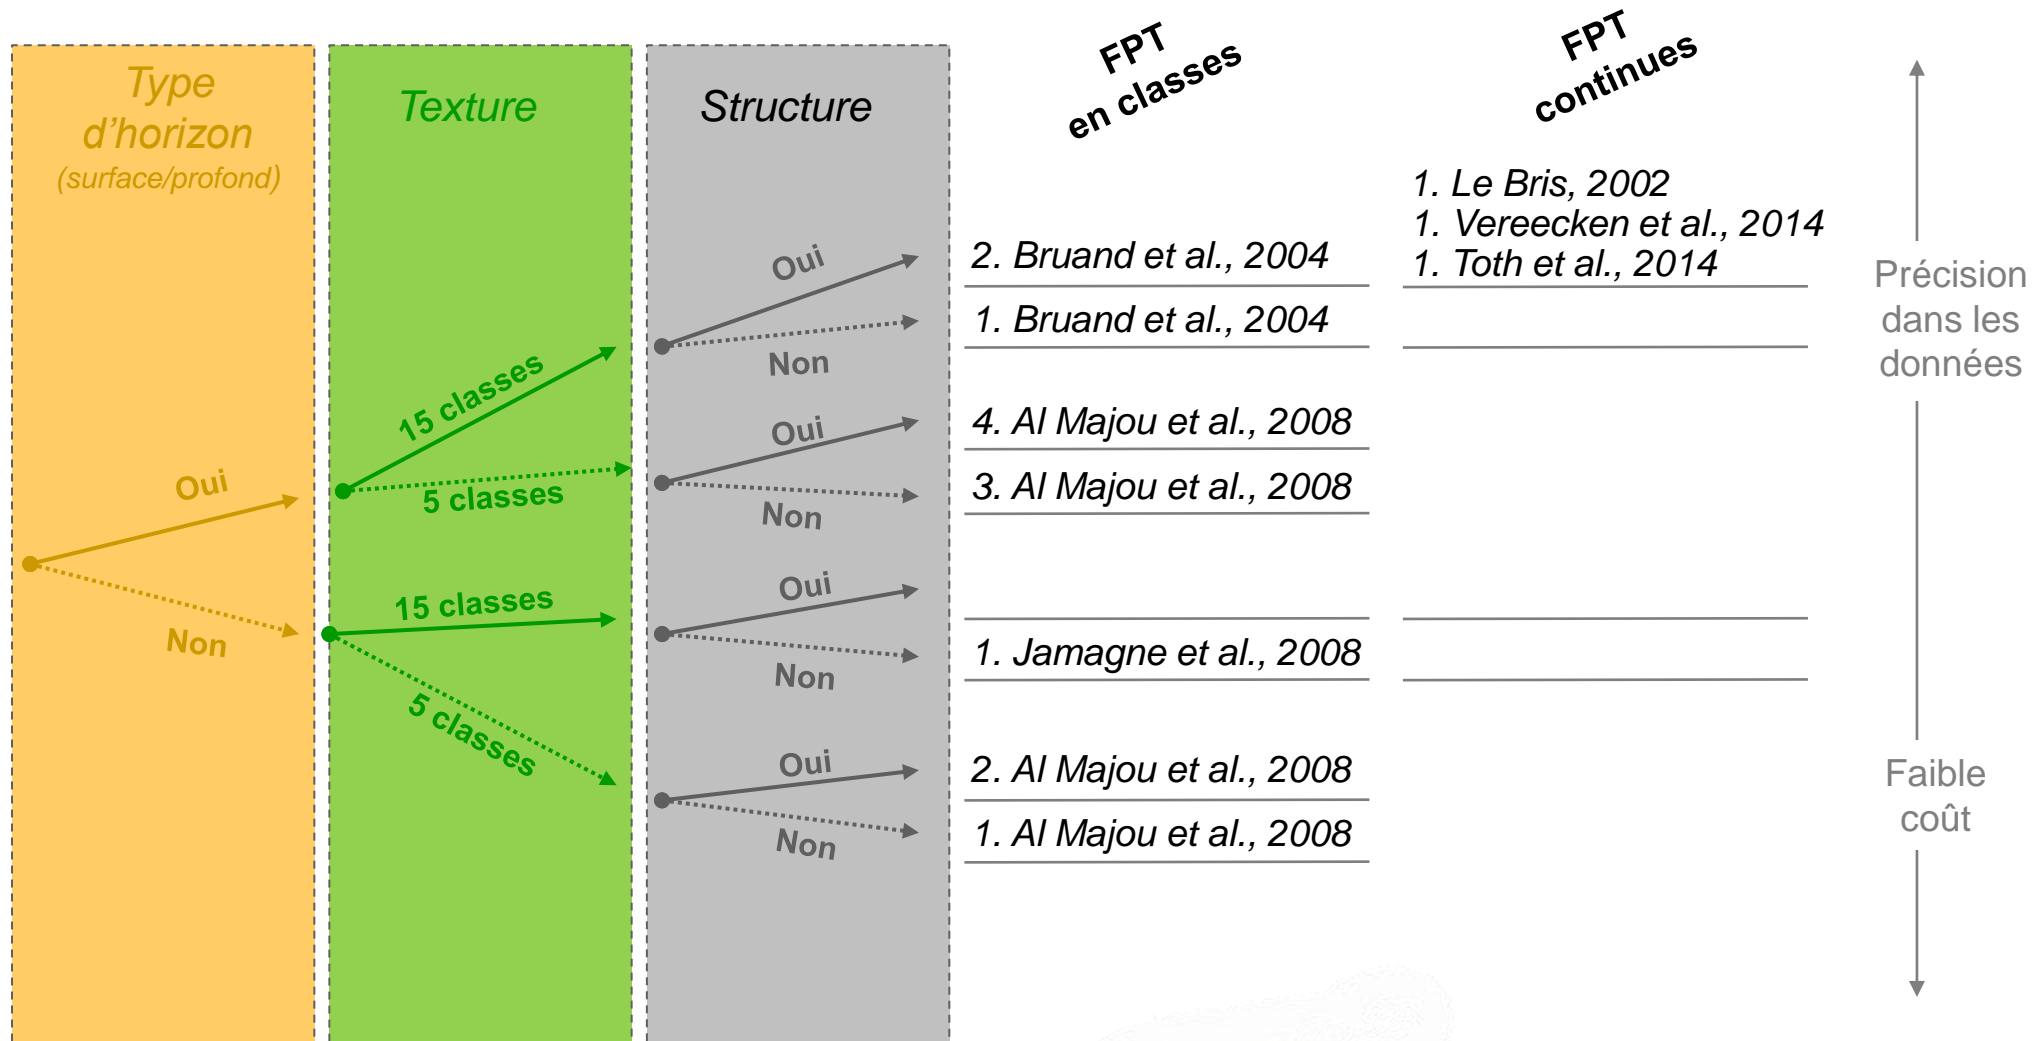 Type
d’horizon
(surface/profond)
Texture
Structure
FPT
en classes
FPT
continues
Oui
Non
15 classes
5 classes
15 classes
5 classes
Oui
Non
Oui
Non
Oui
Non
Oui
Non
2. Bruand et al., 2004
1. Bruand et al., 2004
4. Al Majou et al., 2008
3. Al Majou et al., 2008
1. Jamagne et al., 2008
2. Al Majou et al., 2008
1. Al Majou et al., 2008
1. Le Bris, 2002
1. Vereecken et al., 2014
1. Toth et al., 2014
Précision
dans les
données
Faible
coût